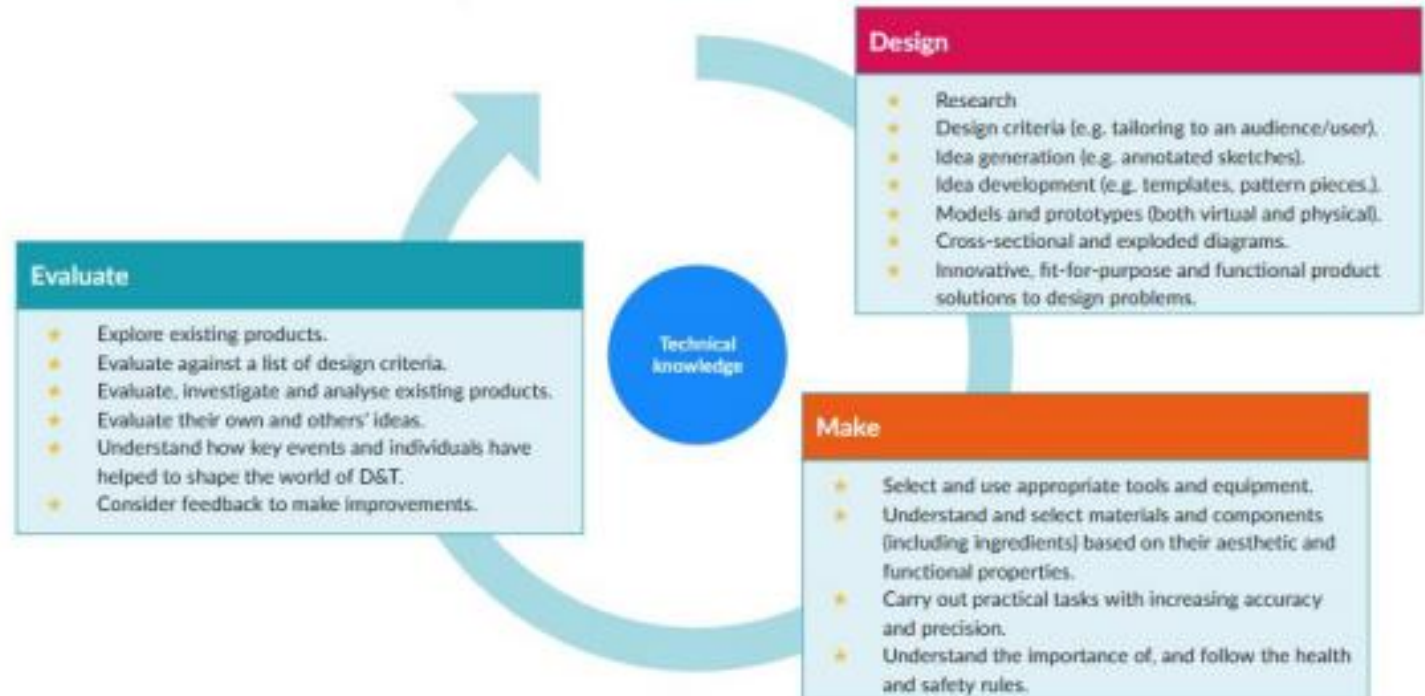 Design
Research
Design criteria (e.g. tailoring to an audience/user).
Idea generation (e.g. annotated sketches).
Idea development (e.g. templates, pattern pieces.).
Models and prototypes (both virtual and physical).
Cross-sectional and exploded diagrams.
Innovative, fit-for-purpose and functional product
solutions to design problems.
Make
Select and use appropriate tools and equipment.
Understand and select materials and components
(including ingredients) based on their aesthetic and
functional properties.
Carry out practical tasks with increasing accuracy
and precision.
Understand the importance of, and follow the health
and safety rules.
Evaluate
Explore existing products.
Evaluate against a list of design criteria.
Evaluate, investigate and analyse existing products.
Evaluate their own and others' ideas.
Understand how key events and individuals have
helped to shape the world of D&T.
Consider feedback to make improvements.
Technical
knowledge